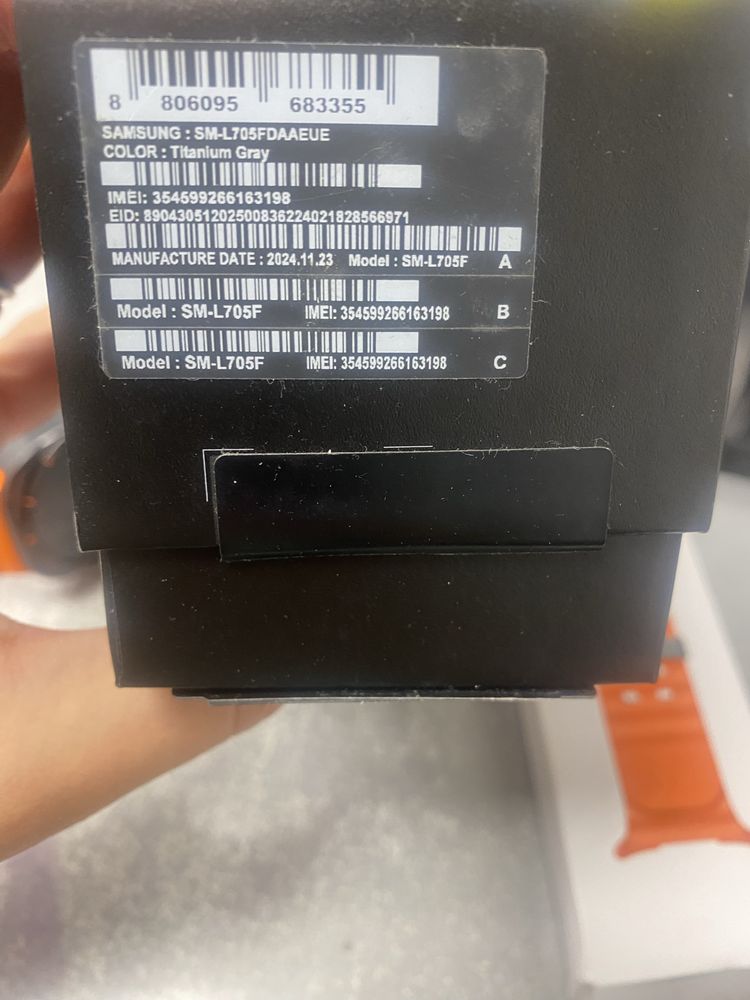 8 806095 683355
SAMSUNG : SM-L705FDAAEUE
COLOR : Titanium Gray
IMEI: 354599266163198
EID: 89043051202500836224021828566971
MANUFACTURE DATE : 2024.11.23 Model : SM-L705F A
Model : SM-L705F IMEI: 354599266163198 B
Model : SM-L705F IMEI: 354599266163198 C